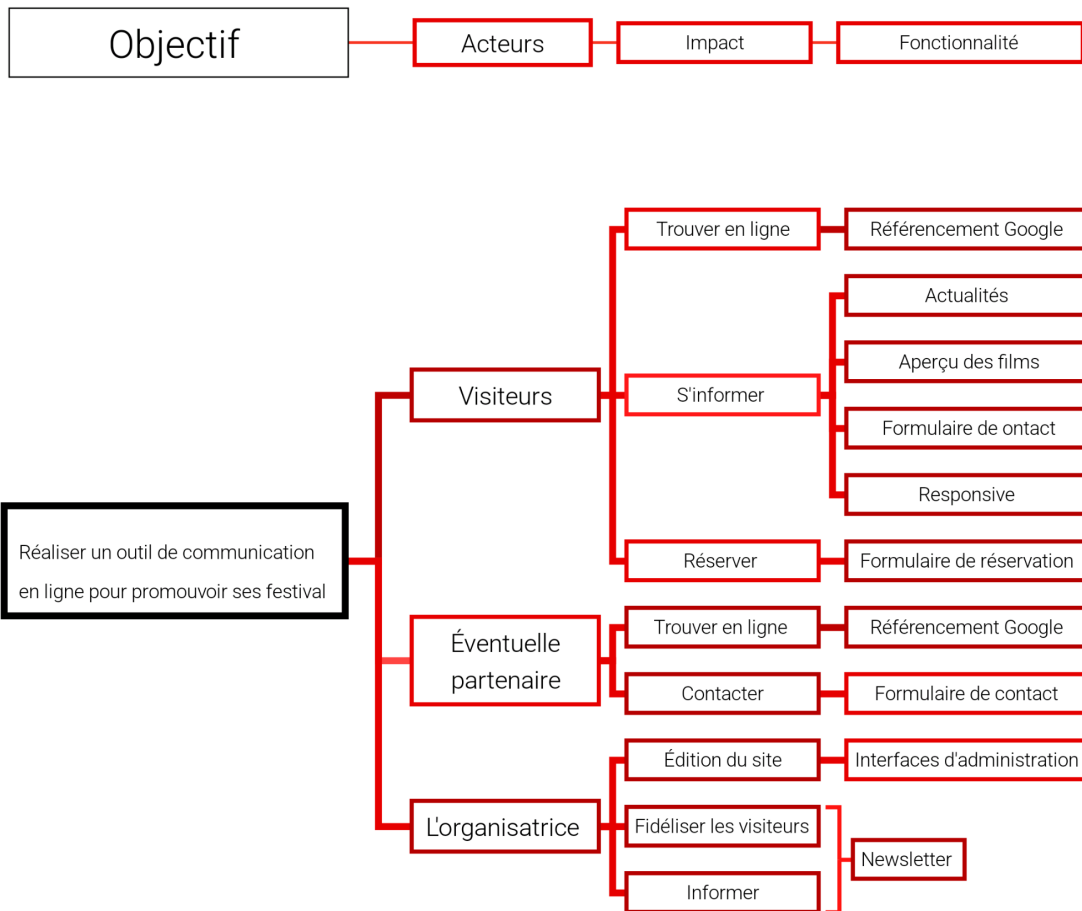 Objectif
Acteurs
Impact
Fonctionnalité
Trouver en ligne
Référencement Google
Actualités
Aperçu des films
Visiteurs
S'informer
Formulaire de ontact
Responsive
Réaliser un outil de communication
en ligne pour promouvoir ses festival
Réserver
Formulaire de réservation
Éventuelle
partenaire
Trouver en ligne
Référencement Google
Contacter
Formulaire de contact
Édition du site
Interfaces d'administration
L'organisatrice
Fidéliser les visiteurs
Newsletter
Informer